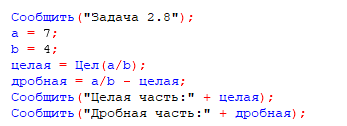 Сообщить("Задача 2.8");
а = 7;
b = 4;
целая = Цел(а/b);
дробная = а/b - целая;
Сообщить("Целая часть:" + целая);
Сообщить("Дробная часть:" + дробная);